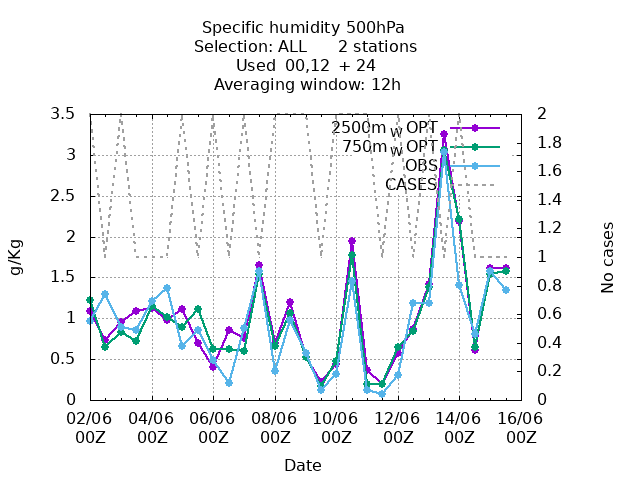 Specific humidity 500hPa
Selection: ALL 2 stations
Used 00,12 + 24
Averaging window: 12h
3.5
3
2.5
2
1.5
1
0.5
0
g/Kg
2
1.8
1.6
1.4
1.2
1
0.8
0.6
0.4
0.2
0
No cases
2500m W OPT
750m W OPT
OBS
CASES
02/06 04/06 06/06 08/06 10/06 12/06 14/06 16/06
00Z 00Z 00Z 00Z 00Z 00Z 00Z 00Z
Date